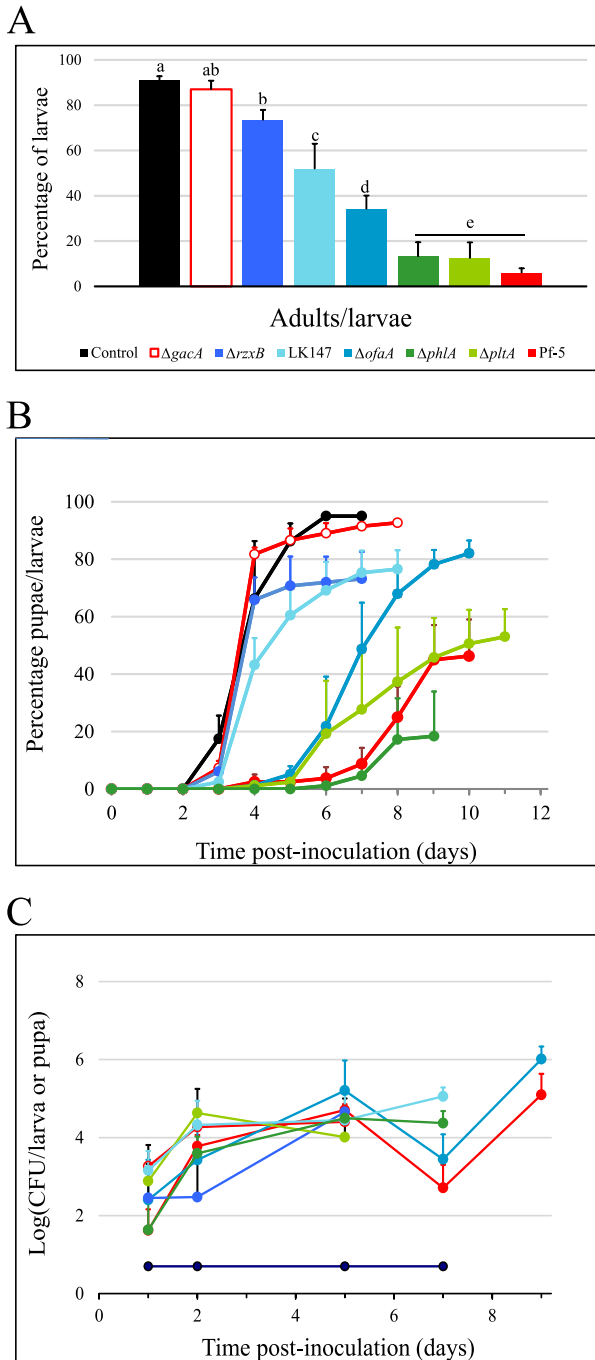 A
100
80
60
40
20
0
Percentage of larvae
a
ab
b
c
d
e
Adults/larvae
Control ΔgacA ΔrzxB LK147 ΔofaA ΔphlA ΔpltA Pf-5
B
100
80
60
40
20
0
Percentage pupae/larvae
0 2 4 6 8 10 12
Time post-inoculation (days)
C
8
6
4
2
0
Log(CFU/larva or pupa)
0 2 4 6 8
Time post-inoculation (days)